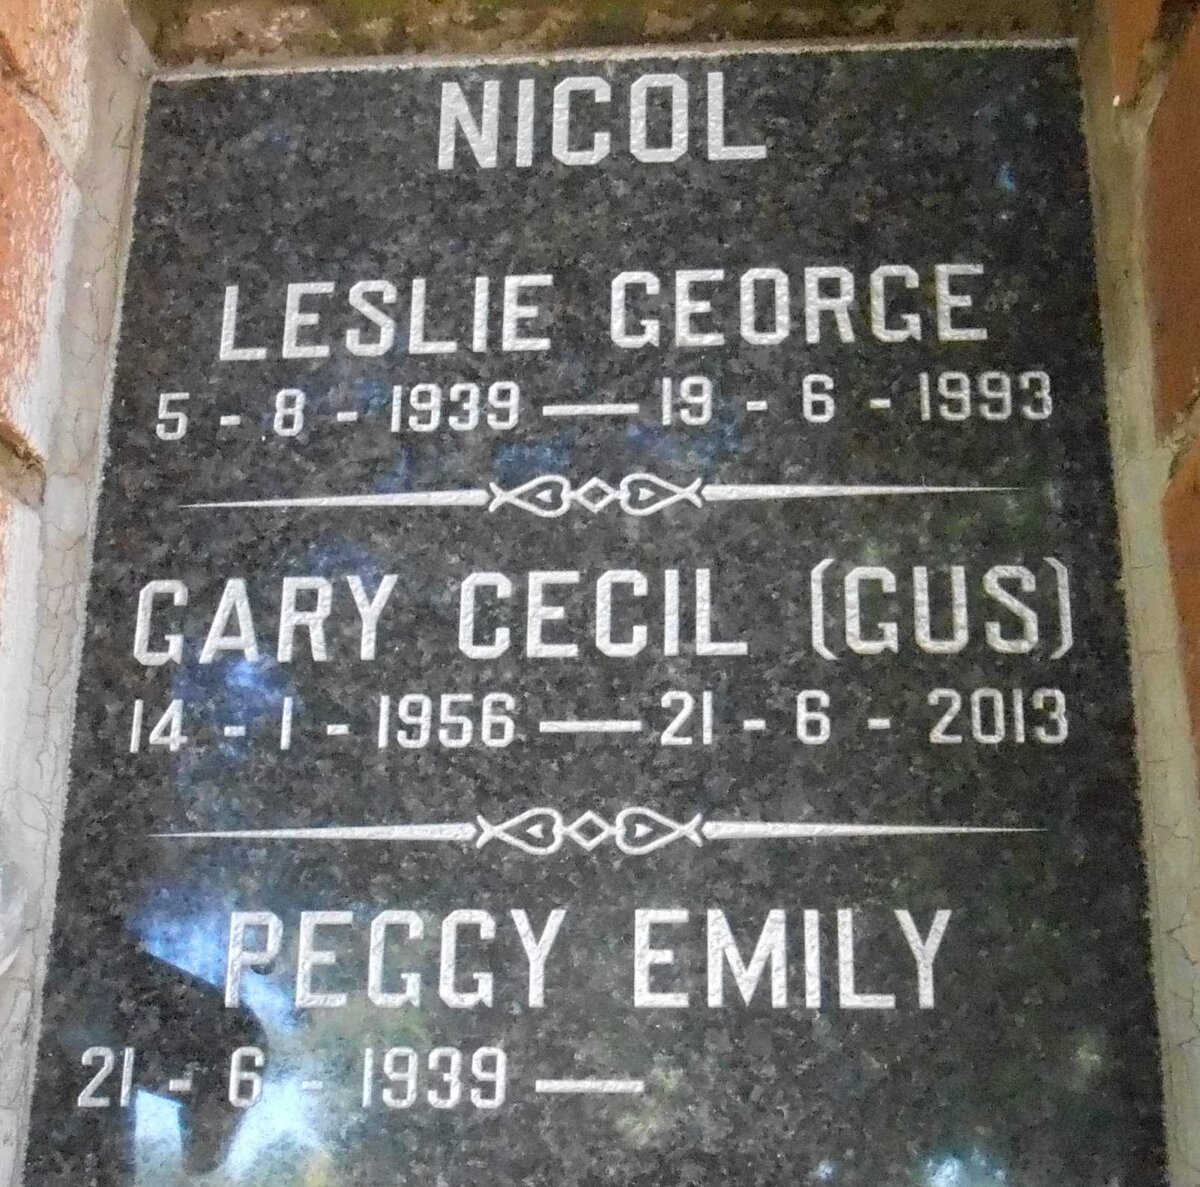 NICOL
LESLIE GEORGE
5 - 8 - 1939 — 19 - 6 - 1993
GARY CECIL (GUS)
14 - 1 - 1956 — 21 - 6 - 2013
PEGGY EMILY
21 - 6 - 1939 —